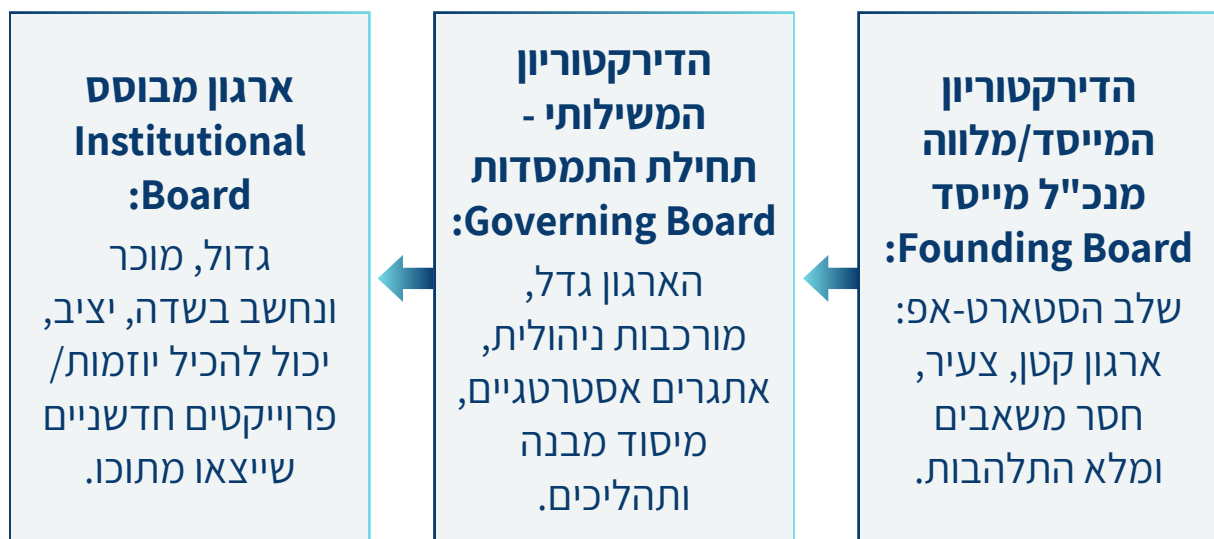 הדירקטוריון
המייסד/מלווה
מנכ"ל מייסד
Founding Board:
שלב הסטארט-אפ:
ארגון קטן, צעיר,
חסר משאבים
ומלא התלהבות.
הדירקטוריון
המשילותי -
תחילת התמסדות
Governing Board:
הארגון גדל,
מורכבות ניהולית,
אתגרים אסטרטגיים,
מיסוד מבנה
ותהליכים.
ארגון מבוסס
Institutional
Board:
גדול, מוכר
ונחשב בשדה, יציב,
יכול להכיל יוזמות/
פרוייקטים חדשניים
שייצאו מתוכו.